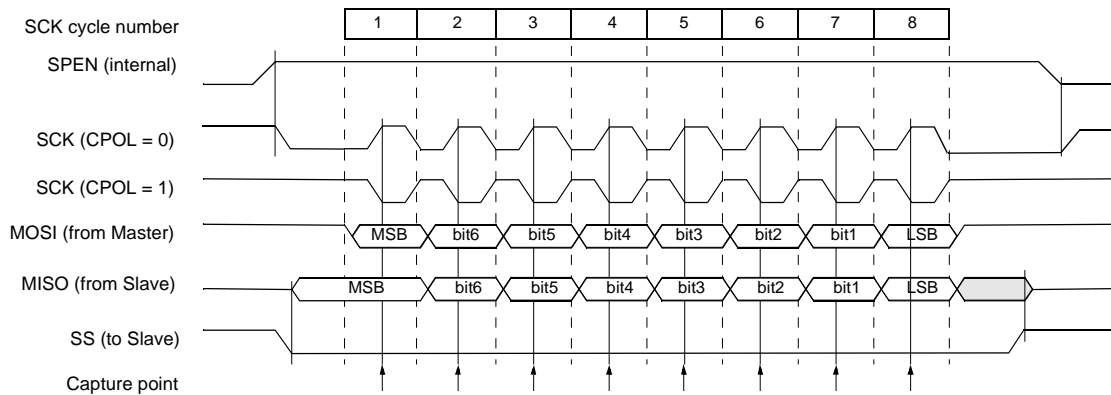 SCK cycle number 1 2 3 4 5 6 7 8
SPEN (internal)
SCK (CPOL = 0)
SCK (CPOL = 1)
MOSI (from Master) MSB bit6 bit5 bit4 bit3 bit2 bit1 LSB
MISO (from Slave) MSB bit6 bit5 bit4 bit3 bit2 bit1 LSB
SS (to Slave)
Capture point